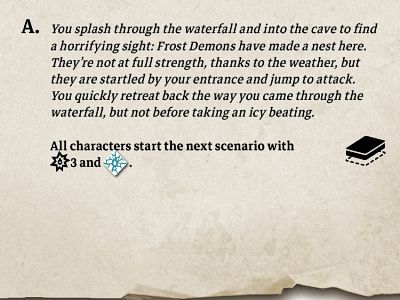 A. You splash through the waterfall and into the cave to find
a horrifying sight: Frost Demons have made a nest here.
They're not at full strength, thanks to the weather, but
they are startled by your entrance and jump to attack.
You quickly retreat back the way you came through the
waterfall, but not before taking an icy beating.
All characters start the next scenario with
3 and .